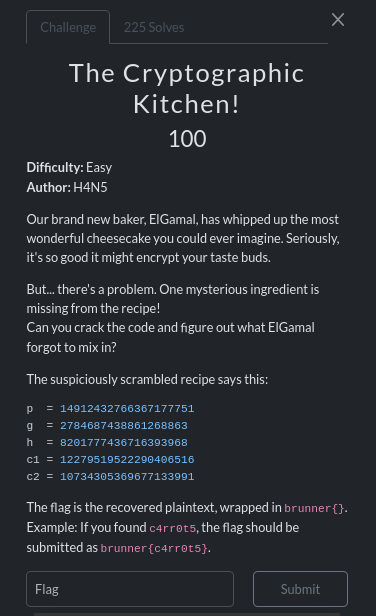 Challenge 225 Solves
The Cryptographic
Kitchen!
100
Difficulty: Easy
Author: H4N5
Our brand new baker, ElGamal, has whipped up the most
wonderful cheesecake you could ever imagine. Seriously,
it's so good it might encrypt your taste buds.
But... there's a problem. One mysterious ingredient is
missing from the recipe!
Can you crack the code and figure out what ElGamal
forgot to mix in?
The suspiciously scrambled recipe says this:
p = 14912432766367177751
g = 2784687438861268863
h = 8201777436716393968
c1 = 12279519522290406516
c2 = 10734305369677133991
The flag is the recovered plaintext, wrapped in brunner{}.
Example: If you found c4rr0t5, the flag should be
submitted as brunner{c4rr0t5}.
Flag Submit